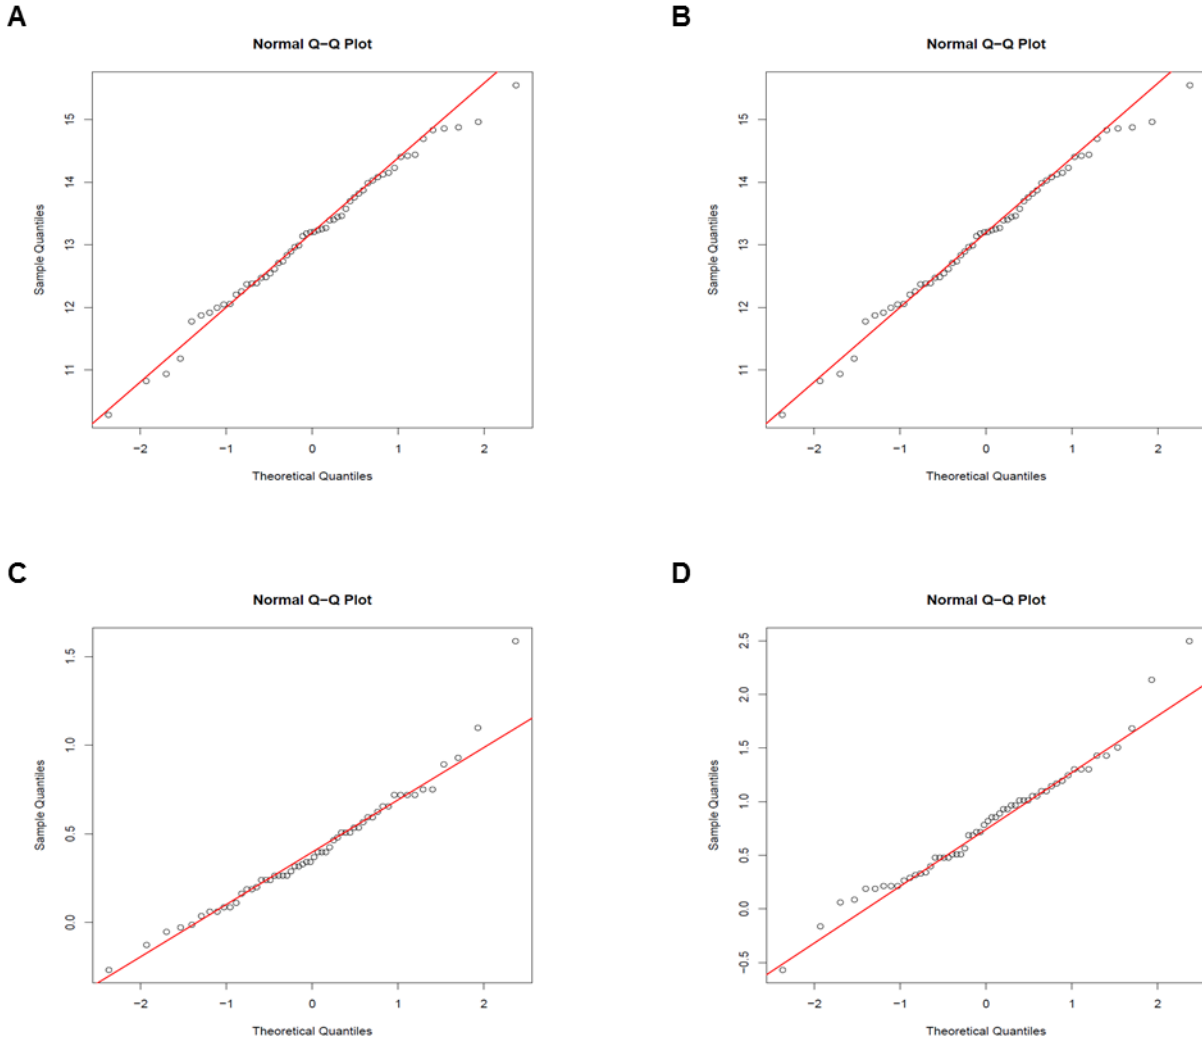 A
Normal Q-Q Plot
Sample Quantiles
15
14
13
12
11
-2 -1 0 1 2
Theoretical Quantiles
B
Normal Q-Q Plot
Sample Quantiles
15
14
13
12
11
-2 -1 0 1 2
Theoretical Quantiles
C
Normal Q-Q Plot
Sample Quantiles
1.5
1.0
0.5
0.0
-2 -1 0 1 2
Theoretical Quantiles
D
Normal Q-Q Plot
Sample Quantiles
2.5
2.0
1.5
1.0
0.5
0.0
-0.5
-2 -1 0 1 2
Theoretical Quantiles